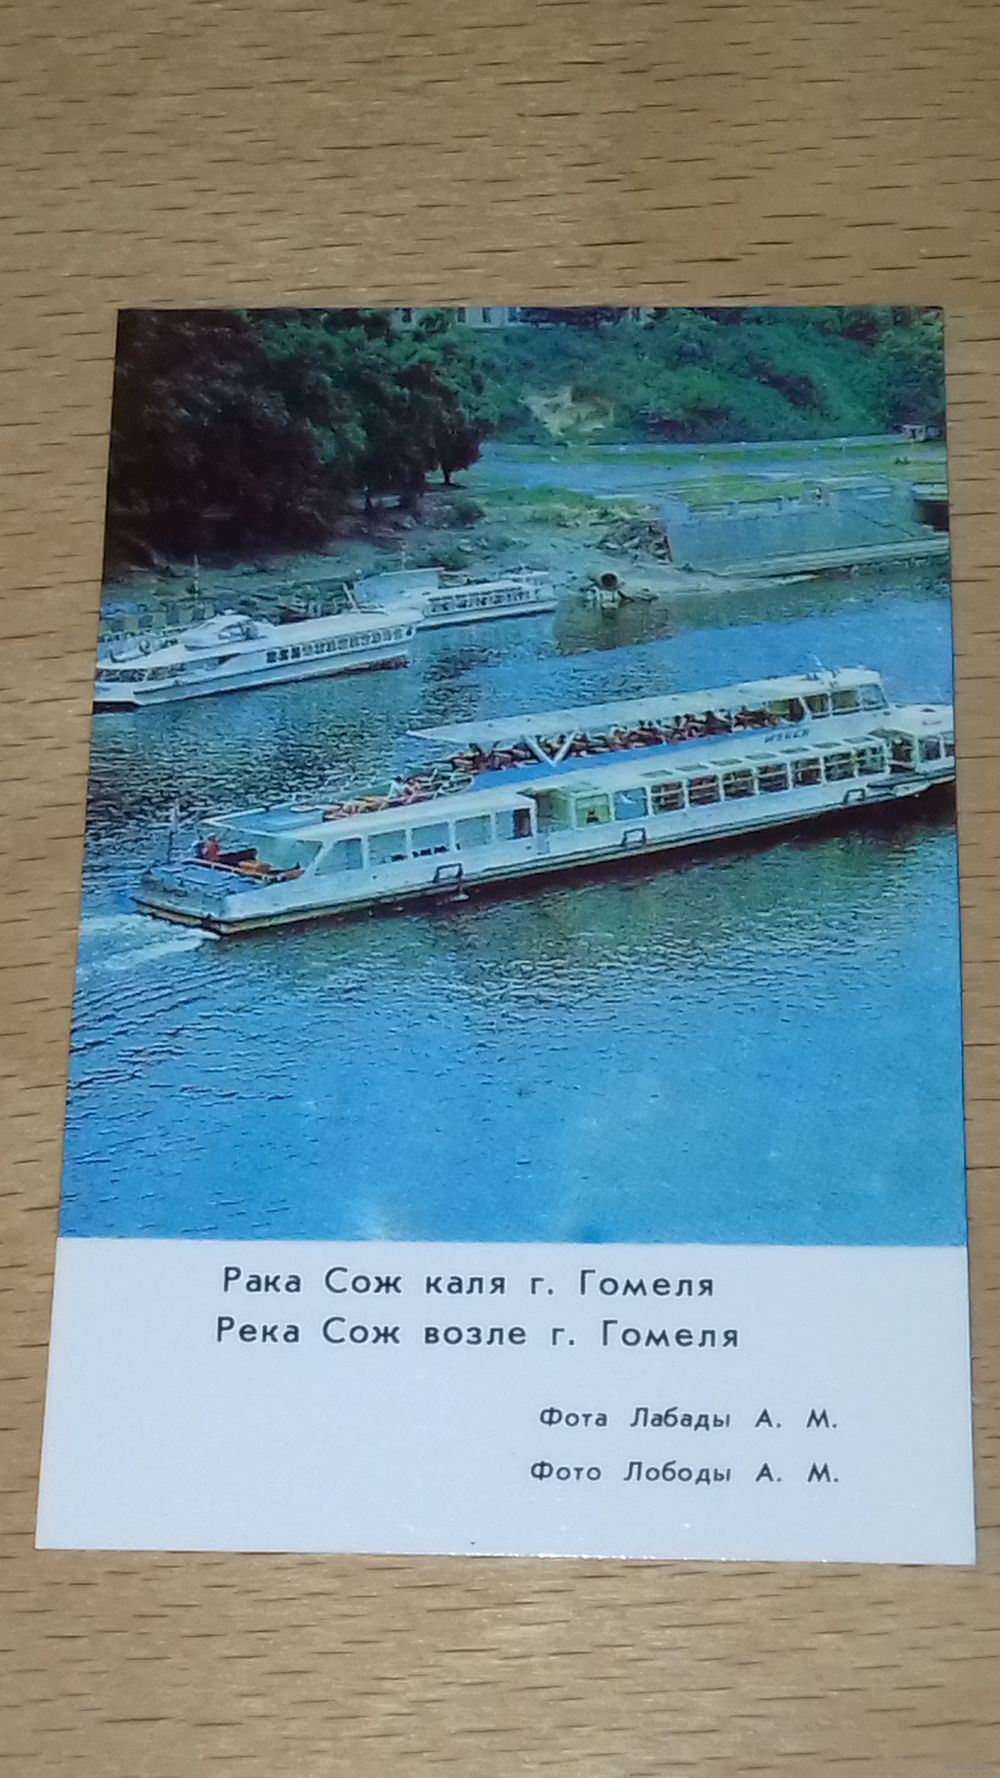 Рака Сож каля г. Гомеля
Река Сож возле г. Гомеля
Фота Лабады А. М.
Фото Лободы А. М.